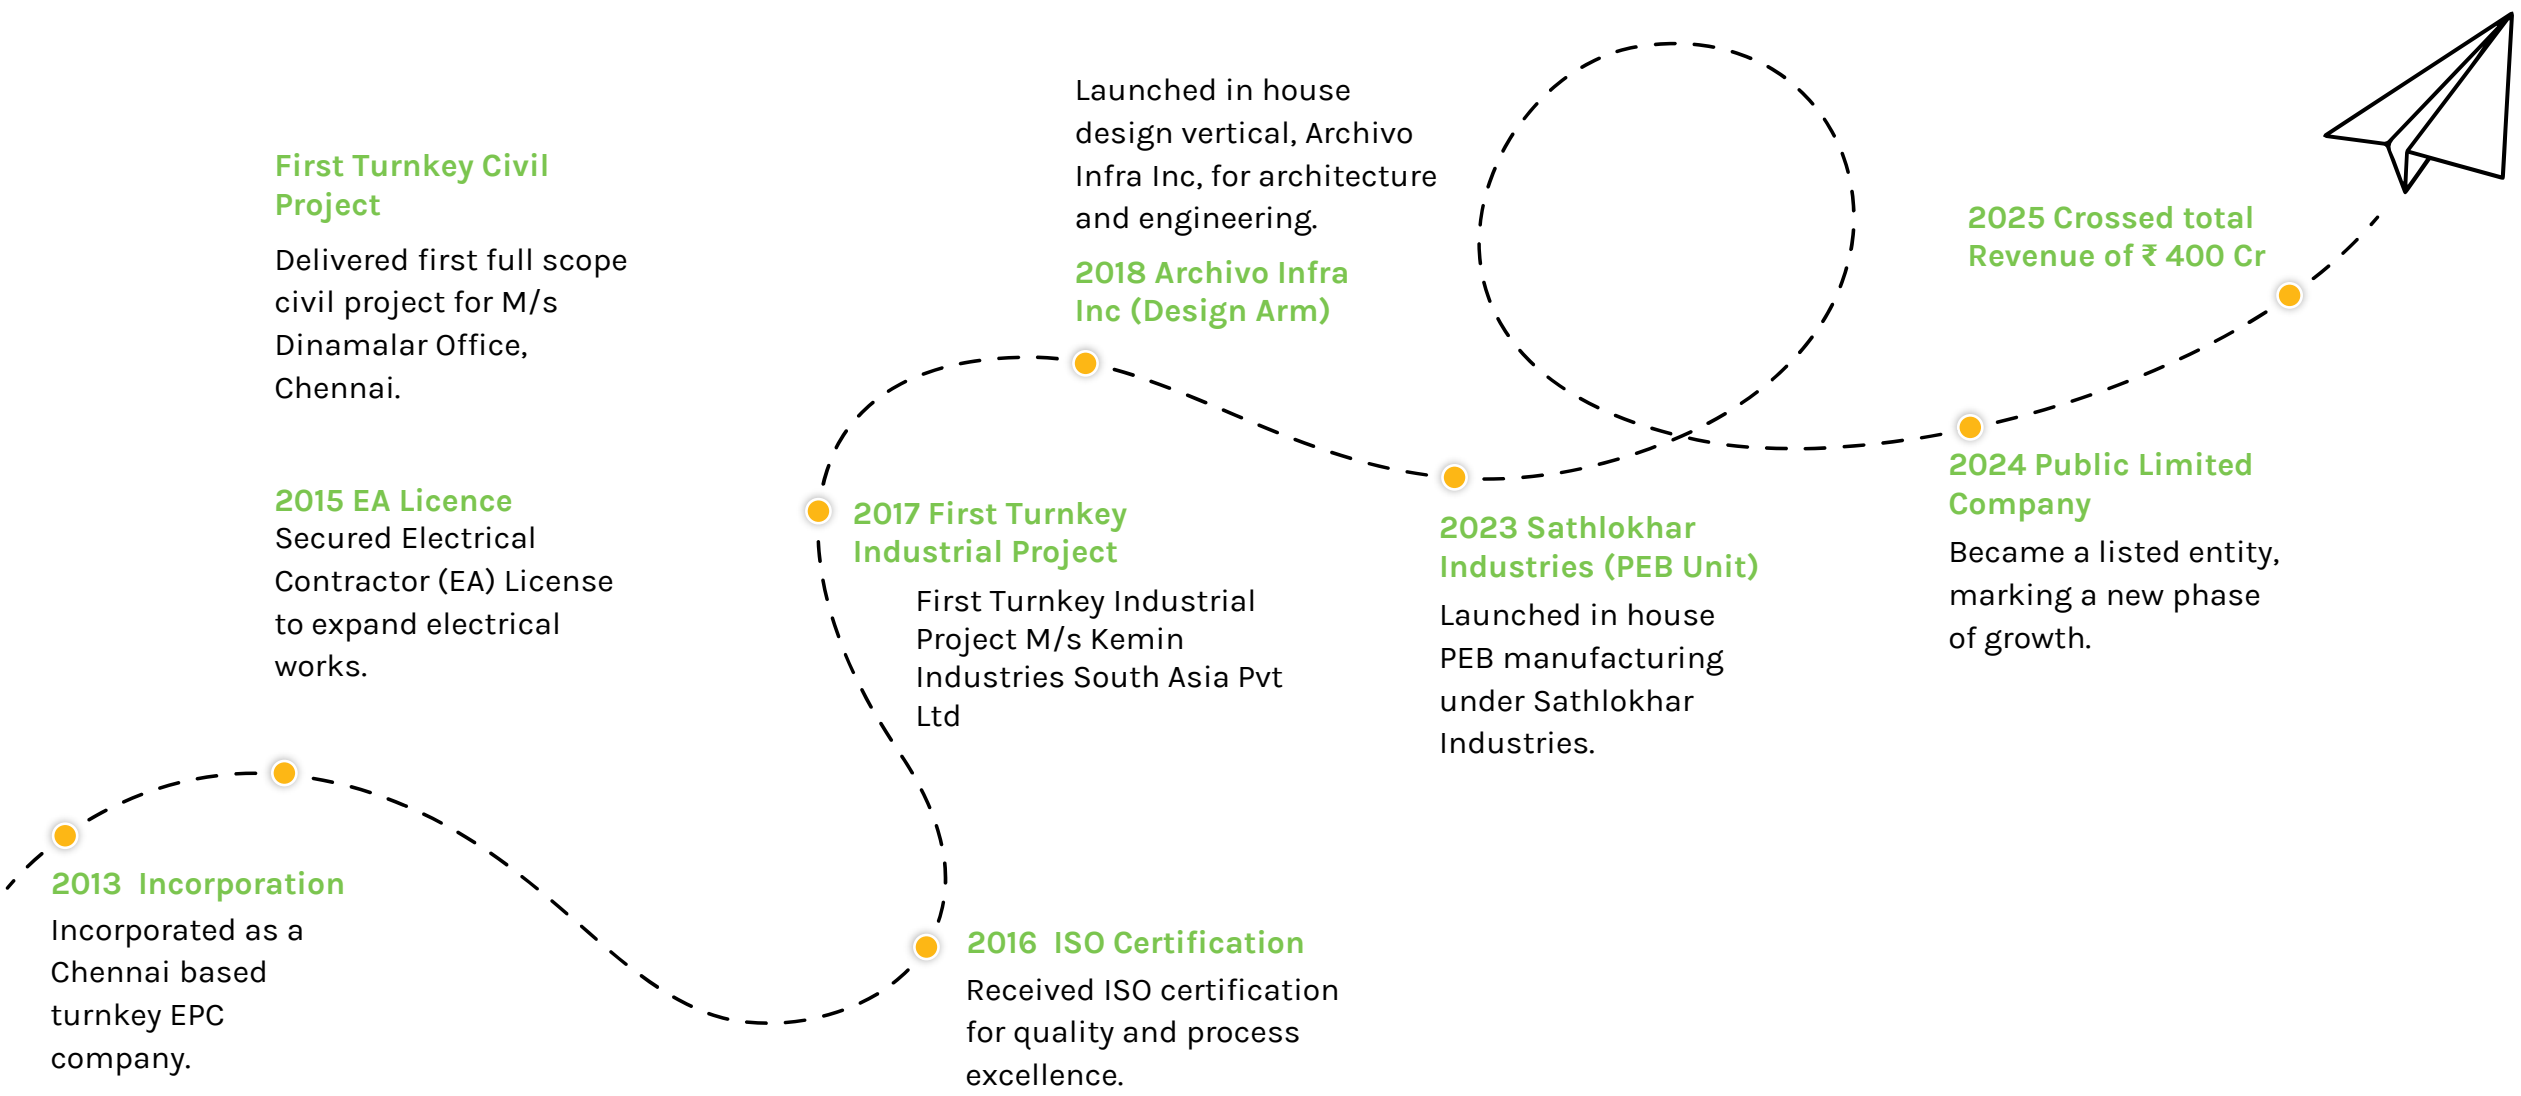 First Turnkey Civil
Project
Delivered first full scope
civil project for M/s
Dinamalar Office,
Chennai.
2015 EA Licence
Secured Electrical
Contractor (EA) License
to expand electrical
works.
2013 Incorporation
Incorporated as a
Chennai based
turnkey EPC
company.
2016 ISO Certification
Received ISO certification
for quality and process
excellence.
2017 First Turnkey
Industrial Project
First Turnkey Industrial
Project M/s Kemin
Industries South Asia Pvt
Ltd
Launched in house
design vertical, Archivo
Infra Inc, for architecture
and engineering.
2018 Archivo Infra
Inc (Design Arm)
2023 Sathlokhar
Industries (PEB Unit)
Launched in house
PEB manufacturing
under Sathlokhar
Industries.
2024 Public Limited
Company
Became a listed entity,
marking a new phase
of growth.
2025 Crossed total
Revenue of ₹ 400 Cr